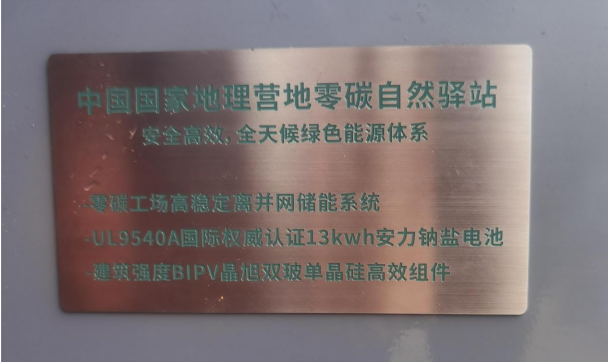 中国国家地理营地零碳自然驿站
安全高效,全天候绿色能源体系
-零碳工场高稳定离并网储能系统
-UL9540A国际权威认证13kwh安力钠盐电池
-建筑强度BIPV晶旭双玻单晶硅高效组件